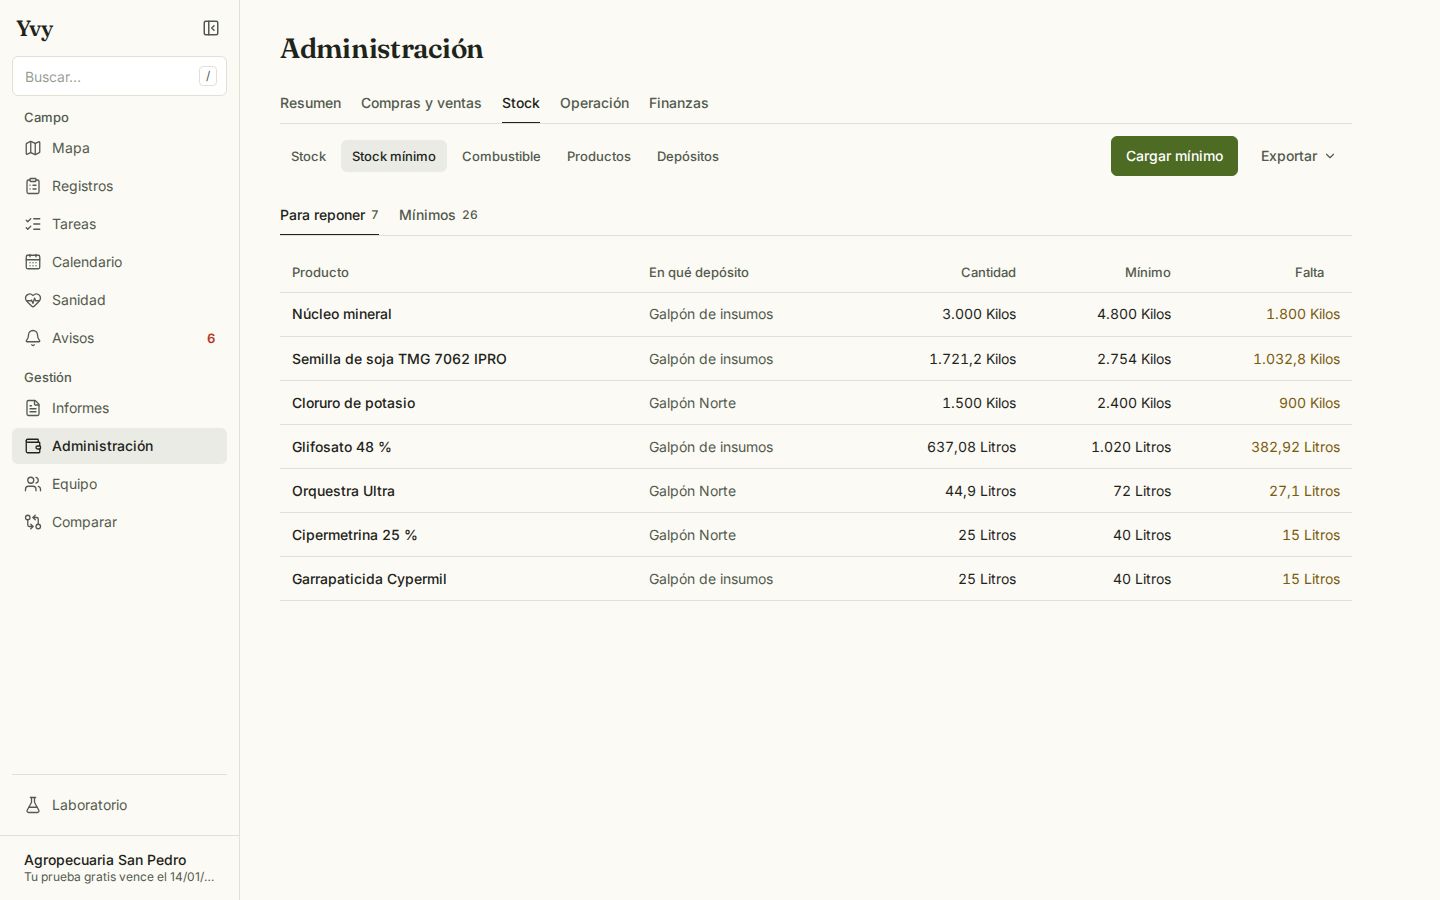 Yvy
Buscar... /
Campo
Mapa
Registros
Tareas
Calendario
Sanidad
Avisos 6
Gestión
Informes
Administración
Equipo
Comparar
Laboratorio
Agropecuaria San Pedro
Tu prueba gratis vence el 14/01/...
Administración
Resumen Compras y ventas Stock Operación Finanzas
Stock Stock mínimo Combustible Productos Depósitos Cargar mínimo Exportar
Para reponer 7 Mínimos 26
Producto En qué depósito Cantidad Mínimo Falta
Núcleo mineral Galpón de insumos 3.000 Kilos 4.800 Kilos 1.800 Kilos
Semilla de soja TMG 7062 IPRO Galpón de insumos 1.721,2 Kilos 2.754 Kilos 1.032,8 Kilos
Cloruro de potasio Galpón Norte 1.500 Kilos 2.400 Kilos 900 Kilos
Glifosato 48 % Galpón de insumos 637,08 Litros 1.020 Litros 382,92 Litros
Orquestra Ultra Galpón Norte 44,9 Litros 72 Litros 27,1 Litros
Cipermetrina 25 % Galpón Norte 25 Litros 40 Litros 15 Litros
Garrapaticida Cypermil Galpón de insumos 25 Litros 40 Litros 15 Litros